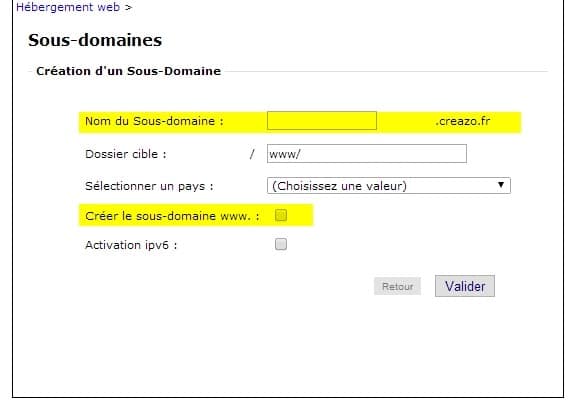 Hébergement web >
Sous-domaines
Création d'un Sous-Domaine
Nom du Sous-domaine : .creazo.fr
Dossier cible : / www/
Sélectionner un pays : (Choisissez une valeur)
Créer le sous-domaine www. :
Activation ipv6 :
Retour Valider